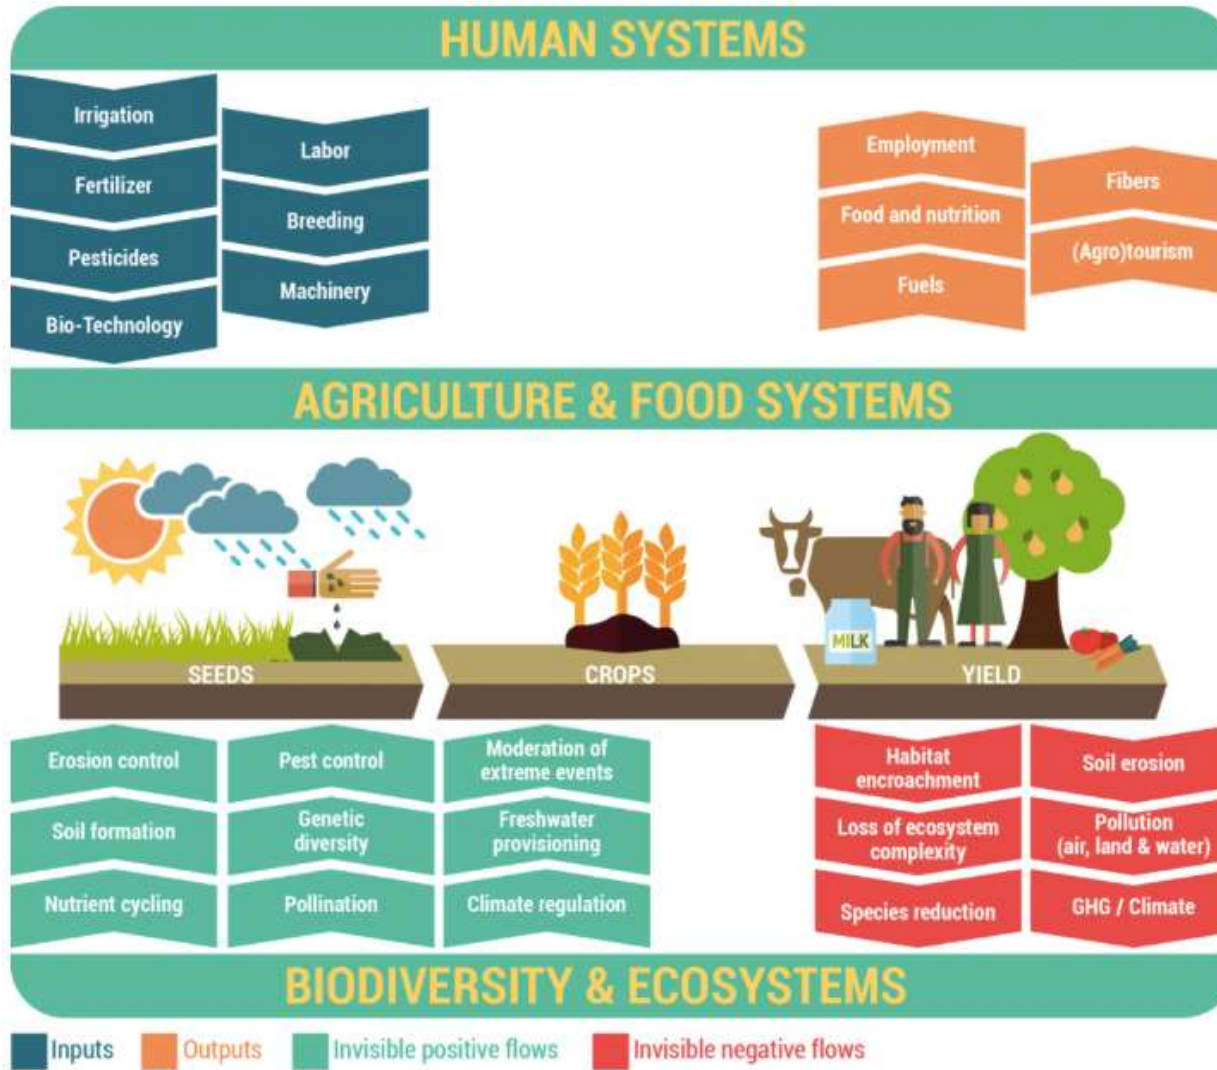 HUMAN SYSTEMS
Irrigation
Fertilizer
Pesticides
Bio-Technology
Labor
Breeding
Machinery
Employment
Food and nutrition
Fuels
Fibers
(Agro)tourism
AGRICULTURE & FOOD SYSTEMS
MILK
SEEDS
CROPS
YIELD
Erosion control
Soil formation
Nutrient cycling
Pest control
Genetic
diversity
Pollination
Moderation of
extreme events
Freshwater
provisioning
Climate regulation
Habitat
encroachment
Loss of ecosystem
complexity
Species reduction
Soil erosion
Pollution
(air, land & water)
GHG / Climate
BIODIVERSITY & ECOSYSTEMS
Inputs
Outputs
Invisible positive flows
Invisible negative flows